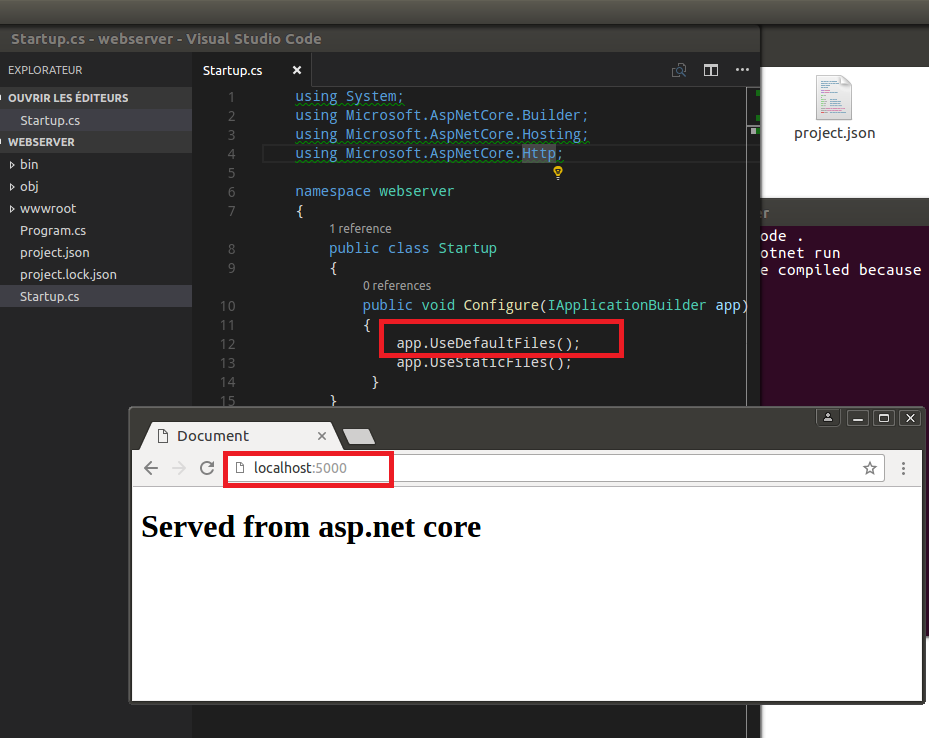 Startup.cs - webserver - Visual Studio Code
EXPLORATEUR
OUVRIR LES ÉDITEURS
Startup.cs
WEBSERVER
bin
obj
wwwroot
Program.cs
project.json
project.lock.json
Startup.cs
Startup.cs
1 using System;
2 using Microsoft.AspNetCore.Builder;
3 using Microsoft.AspNetCore.Hosting;
4 using Microsoft.AspNetCore.Http;
5
6 namespace webserver
7 {
1 reference
8 public class Startup
9 {
0 references
10 public void Configure(IApplicationBuilder app)
11 {
12 app.UseDefaultFiles();
13 app.UseStaticFiles();
14 }
15 }
project.json
er
ode .
otnet run
e compiled because
Document
localhost:5000
Served from asp.net core